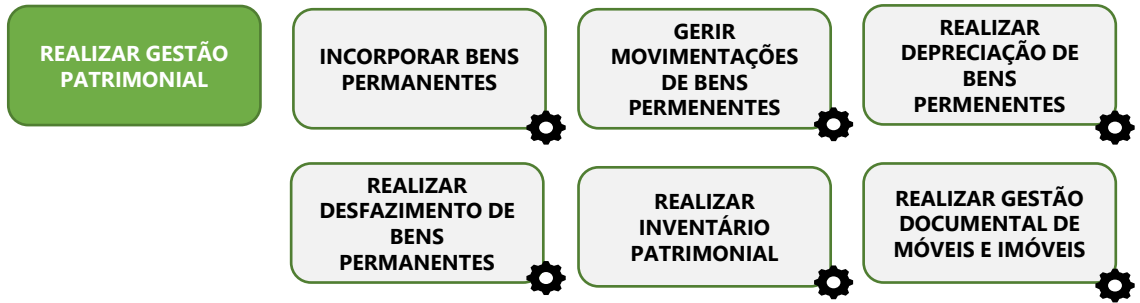 REALIZAR GESTÃO
PATRIMONIAL
INCORPORAR BENS
PERMANENTES
GERIR
MOVIMENTAÇÕES
DE BENS
PERMENENTES
REALIZAR
DEPRECIAÇÃO DE
BENS
PERMENENTES
REALIZAR
DESFAZIMENTO DE
BENS
PERMANENTES
REALIZAR
INVENTÁRIO
PATRIMONIAL
REALIZAR GESTÃO
DOCUMENTAL DE
MÓVEIS E IMÓVEIS